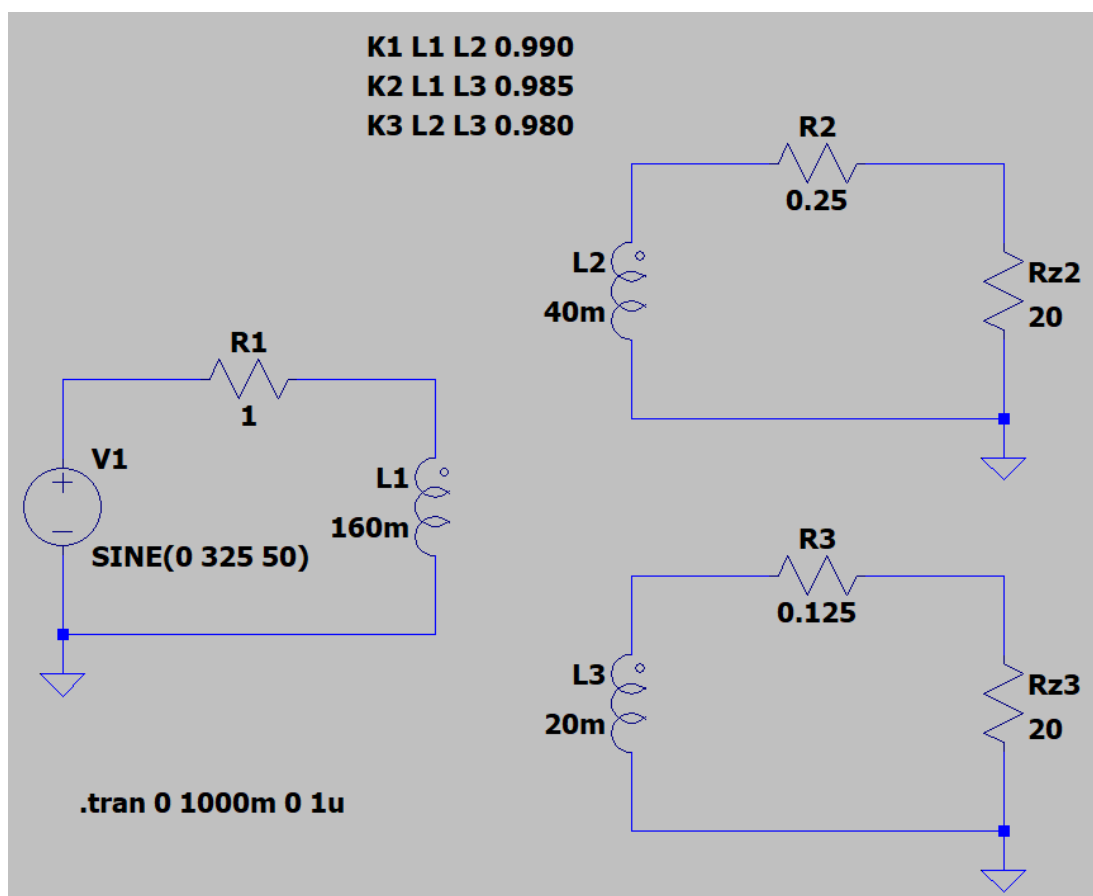 K1 L1 L2 0.990
K2 L1 L3 0.985
K3 L2 L3 0.980
R2
0.25
L2
40m
Rz2
20
R1
1
V1
SINE(0 325 50)
L1
160m
R3
0.125
L3
20m
Rz3
20
.tran 0 1000m 0 1u